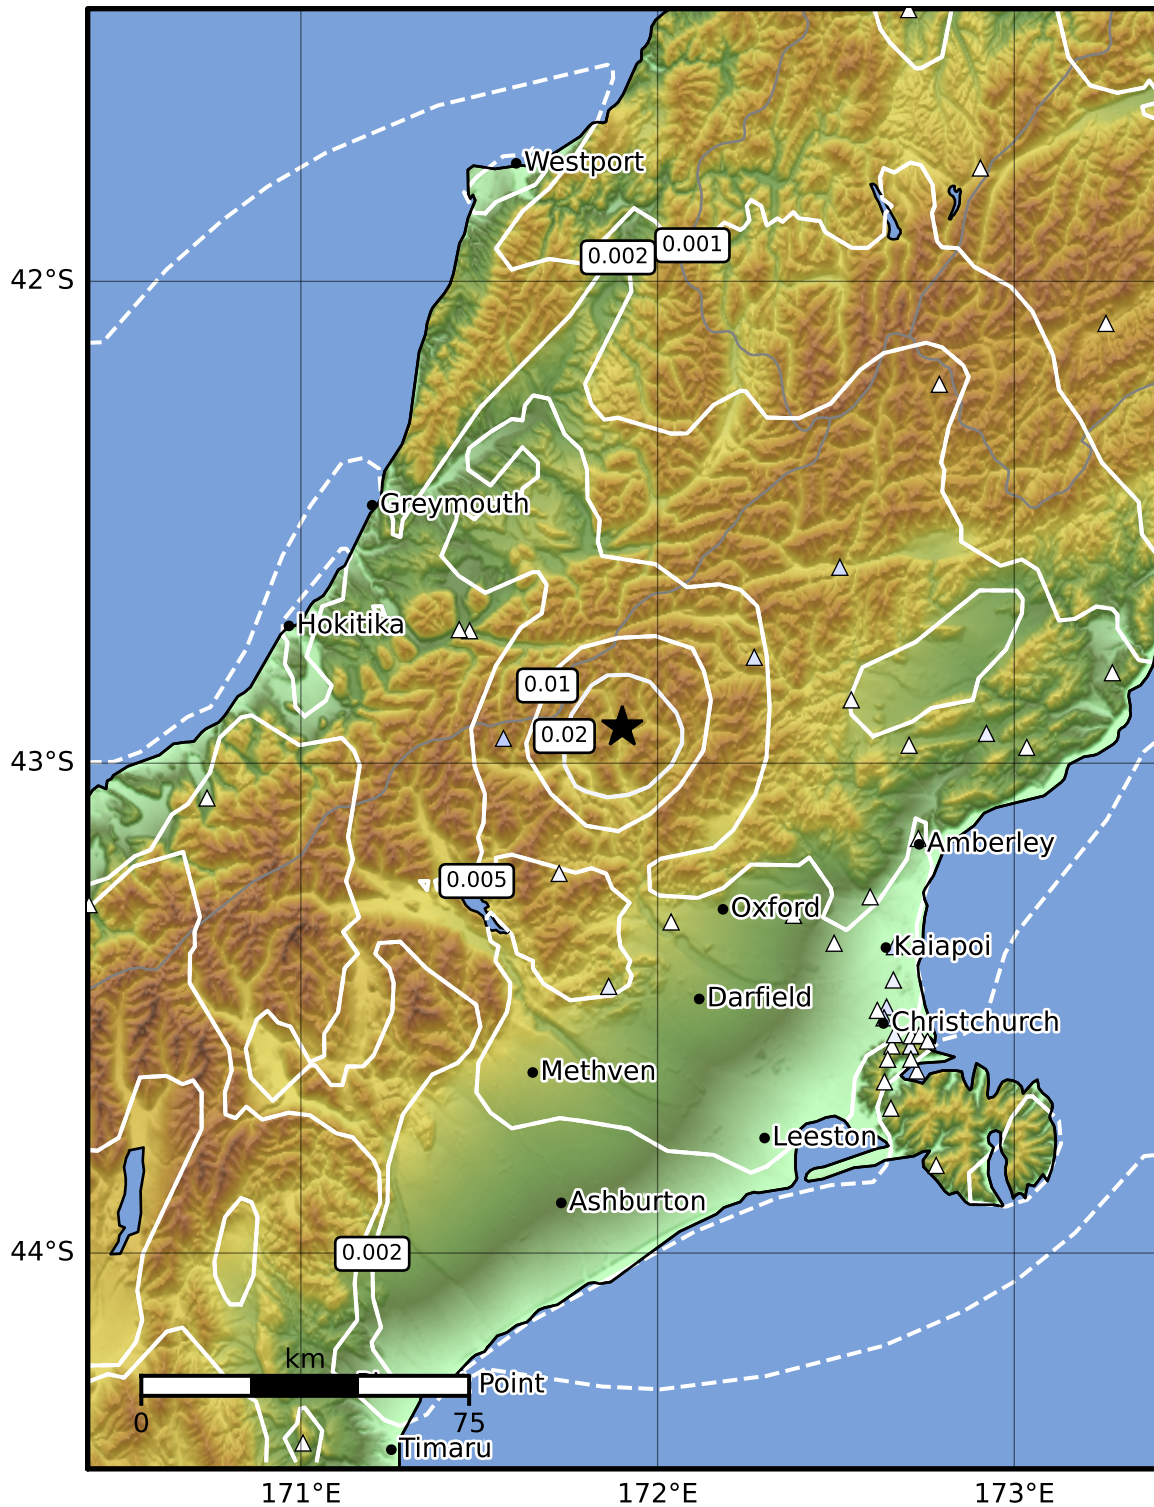 Westport
0.002
0.001
42°S
Greymouth
Hokitika
0.01
0.02
43°S
Amberley
0.005
Oxford
Kaiapoi
Darfield
Christchurch
Methven
Leeston
Ashburton
44°S
0.002
km
Point
0
75
Timaru
171°E
172°E
173°E